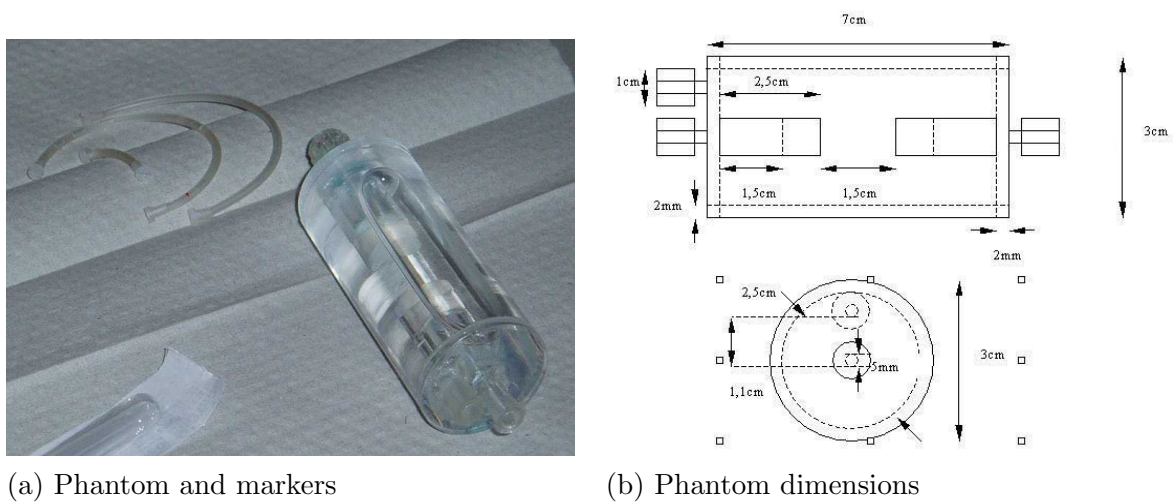 7cm
1cm
2,5cm
3cm
1,5cm
1,5cm
2mm
2mm
2,5cm
3cm
5mm
1,1cm
(a) Phantom and markers
(b) Phantom dimensions